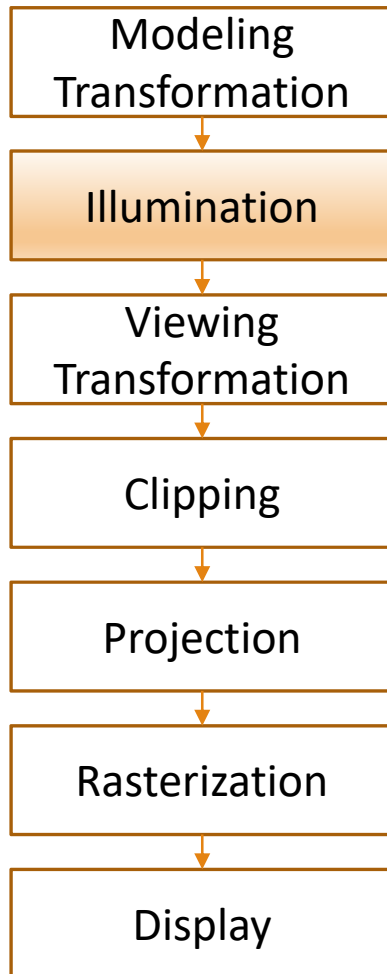 Modeling
Transformation
Illumination
Viewing
Transformation
Clipping
Projection
Rasterization
Display